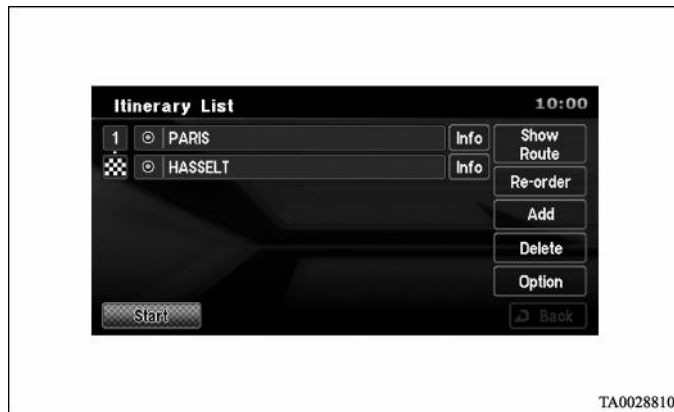 Itinerary List 10:00
1 PARIS Info
HASSELT Info
Show
Route
Re-order
Add
Delete
Option
Start
Back
TA0028810